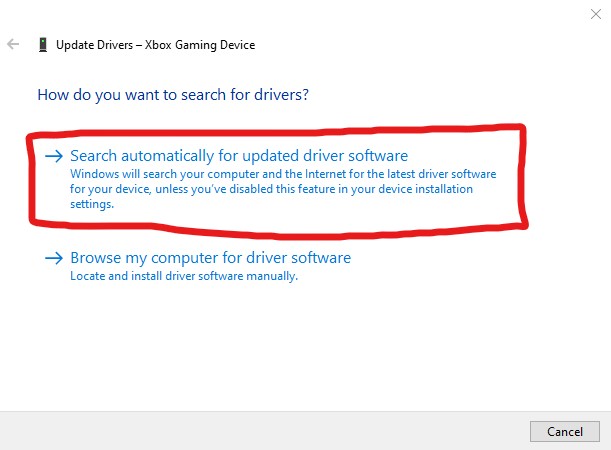 Update Drivers – Xbox Gaming Device
How do you want to search for drivers?
Search automatically for updated driver software
Windows will search your computer and the Internet for the latest driver software
for your device, unless you've disabled this feature in your device installation
settings.
Browse my computer for driver software
Locate and install driver software manually.
Cancel